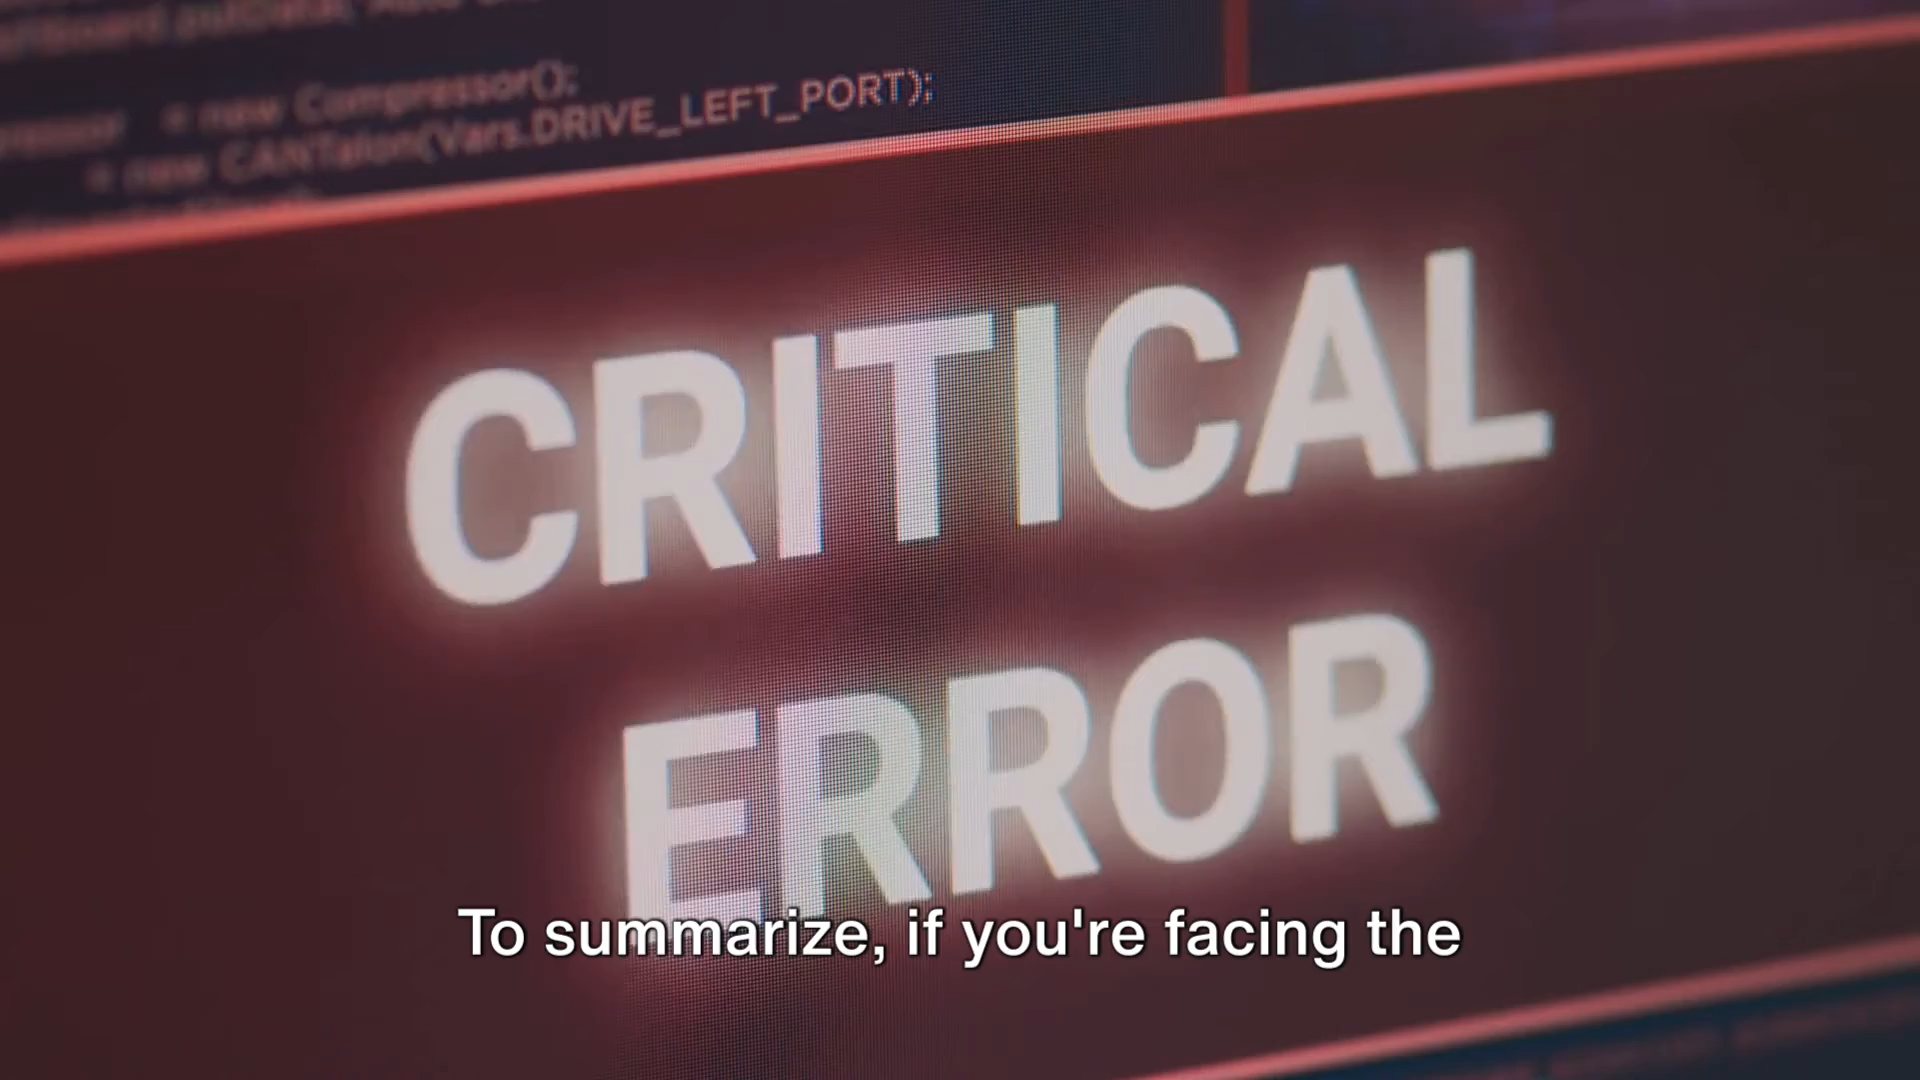 = new Compressor();
= new CANTalon(Vars.DRIVE_LEFT_PORT);
CRITICAL
ERROR
To summarize, if you're facing the